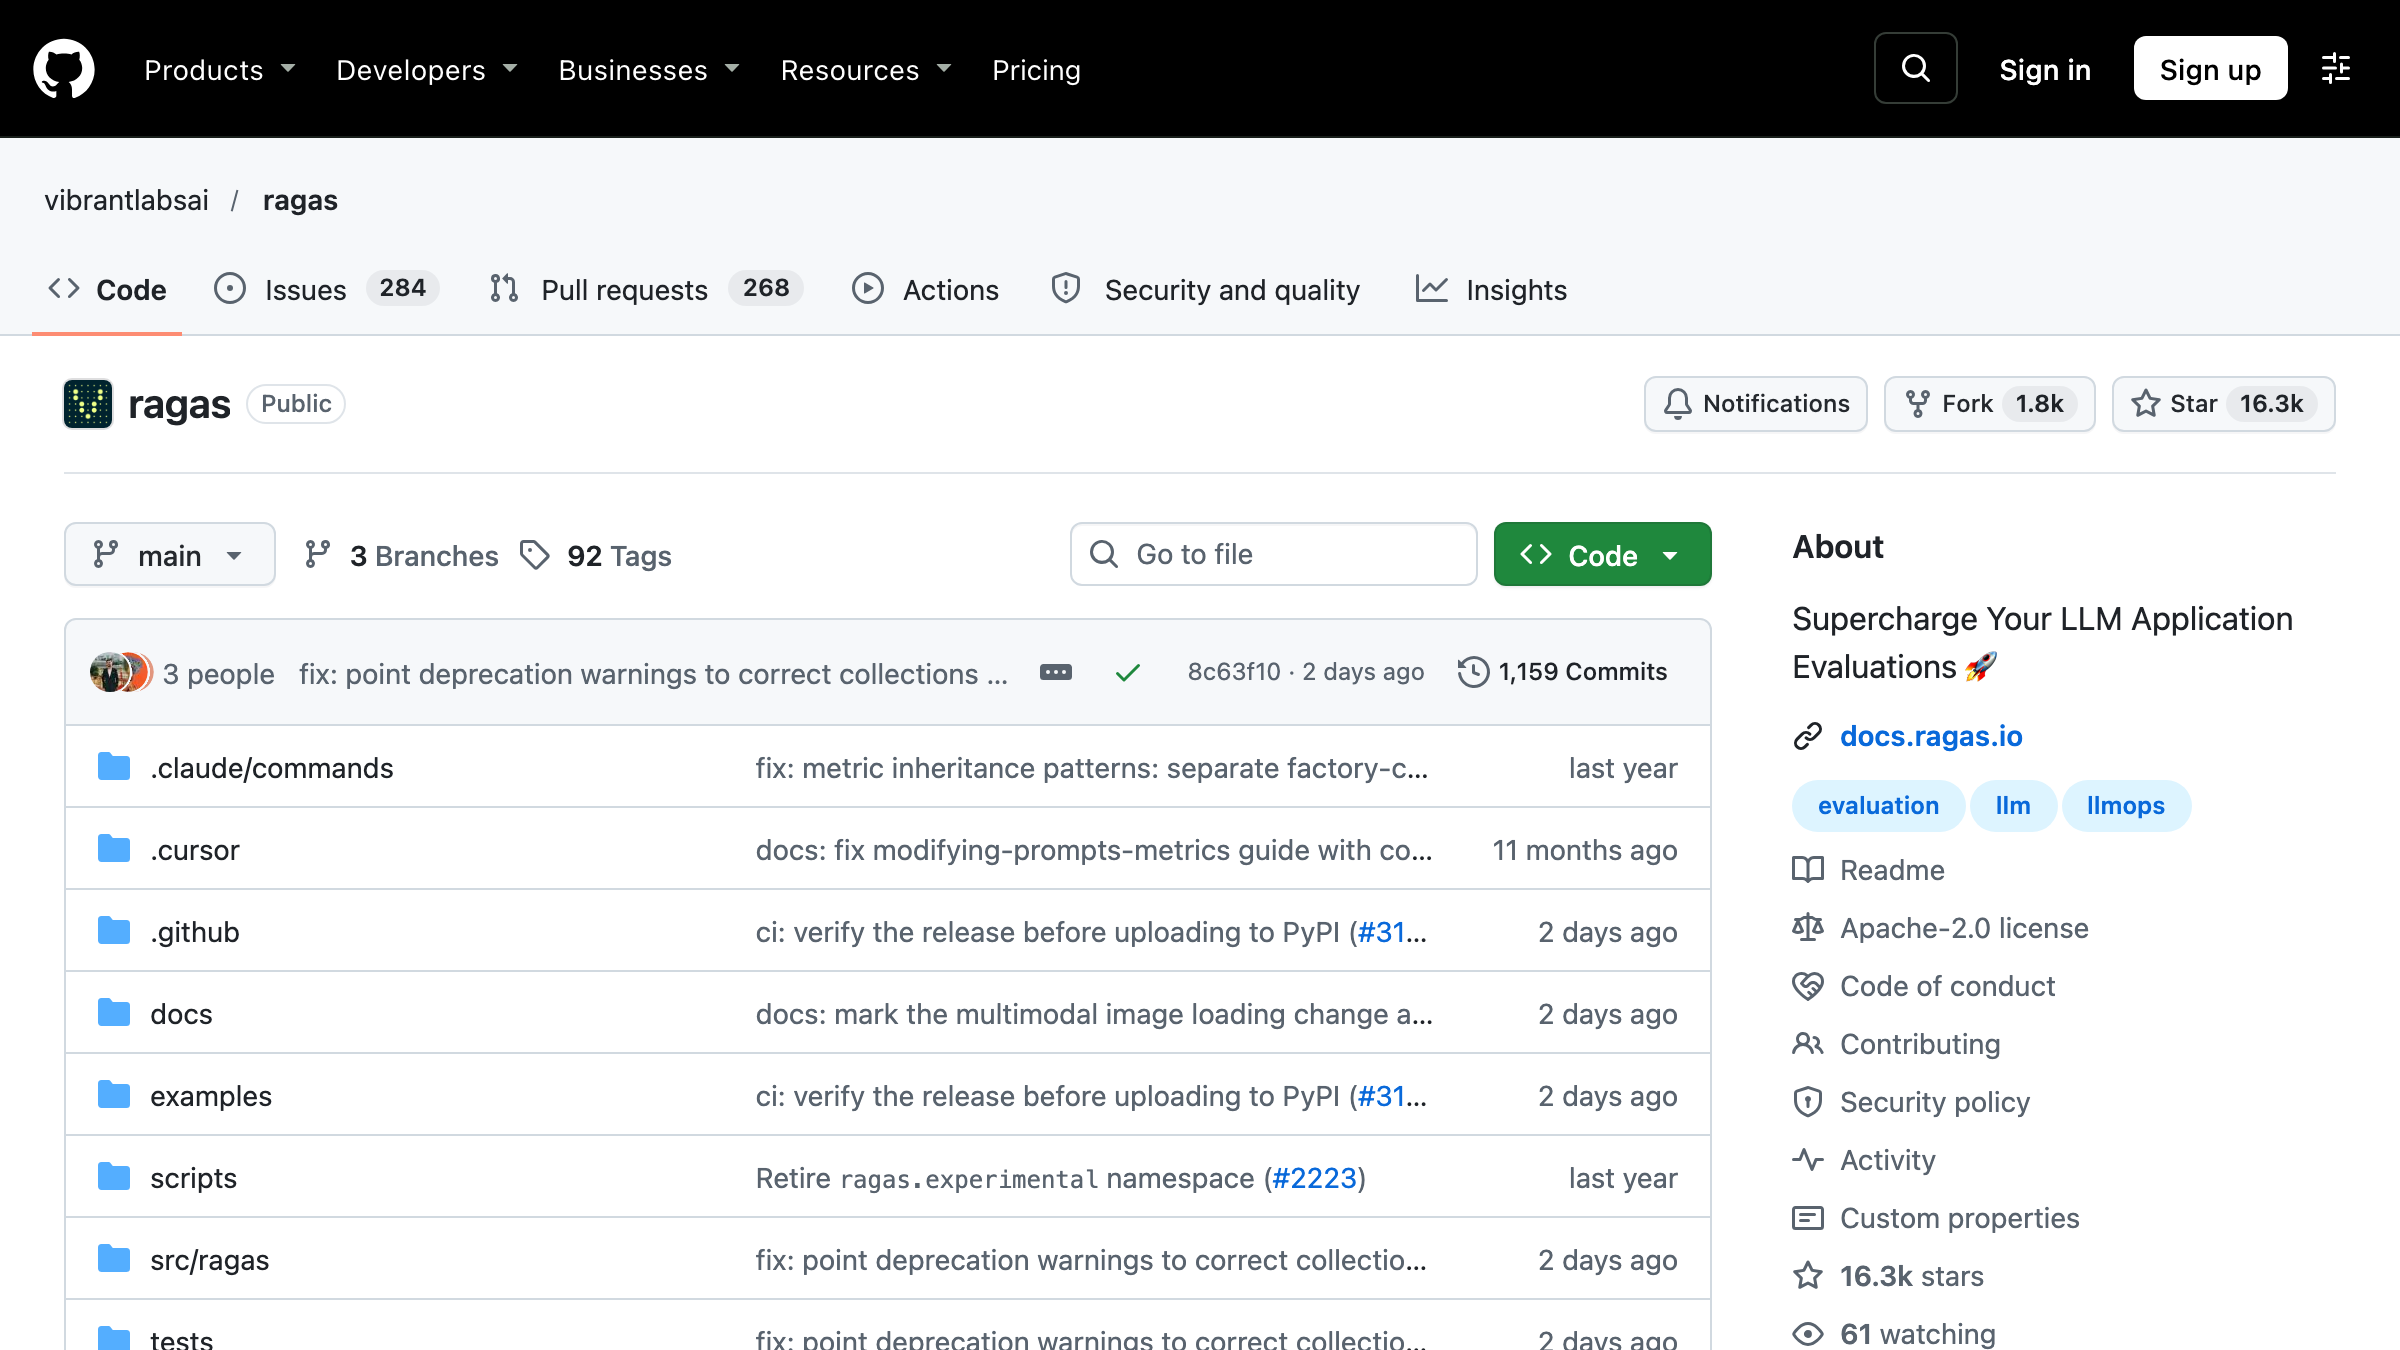 Products Developers Businesses Resources Pricing Sign in Sign up
vibrantlabsai / ragas
Code Issues 284 Pull requests 268 Actions Security and quality Insights
ragas Public Notifications Fork 1.8k Star 16.3k
main 3 Branches 92 Tags Go to file Code
3 people fix: point deprecation warnings to correct collections ... 8c63f10 · 2 days ago 1,159 Commits
.claude/commands fix: metric inheritance patterns: separate factory-c... last year
.cursor docs: fix modifying-prompts-metrics guide with co... 11 months ago
.github ci: verify the release before uploading to PyPI (#31... 2 days ago
docs docs: mark the multimodal image loading change a... 2 days ago
examples ci: verify the release before uploading to PyPI (#31... 2 days ago
scripts Retire ragas.experimental namespace (#2223) last year
src/ragas fix: point deprecation warnings to correct collectio... 2 days ago
tests fix: point deprecation warnings to correct collectio... 2 days ago
About
Supercharge Your LLM Application
Evaluations 🚀
docs.ragas.io
evaluation llm llmops
Readme
Apache-2.0 license
Code of conduct
Contributing
Security policy
Activity
Custom properties
16.3k stars
61 watching